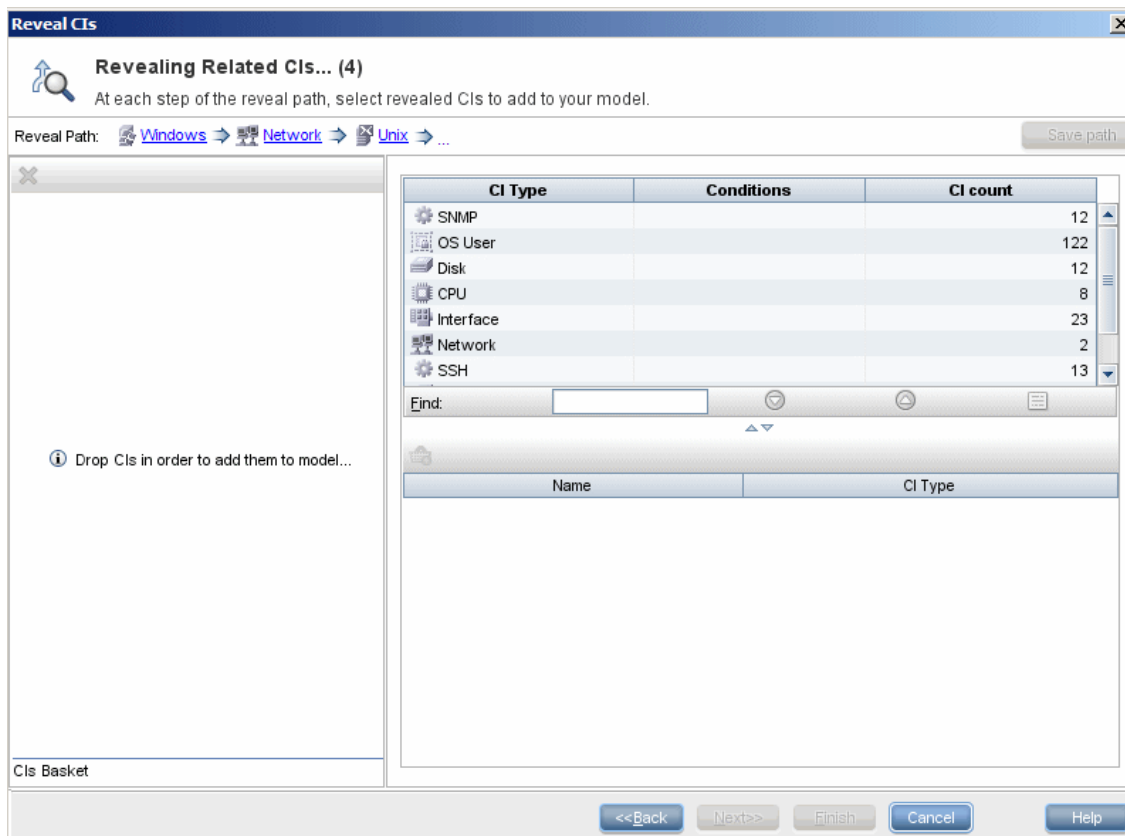 Reveal CIs
Revealing Related CIs... (4)
At each step of the reveal path, select revealed CIs to add to your model.
Reveal Path: Windows Network Unix ...
Save path
CI Type Conditions CI count
SNMP 12
OS User 122
Disk 12
CPU 8
Interface 23
Network 2
SSH 13
Find:
Drop CIs in order to add them to model...
Name CI Type
CIs Basket
<<Back Next>> Finish Cancel Help